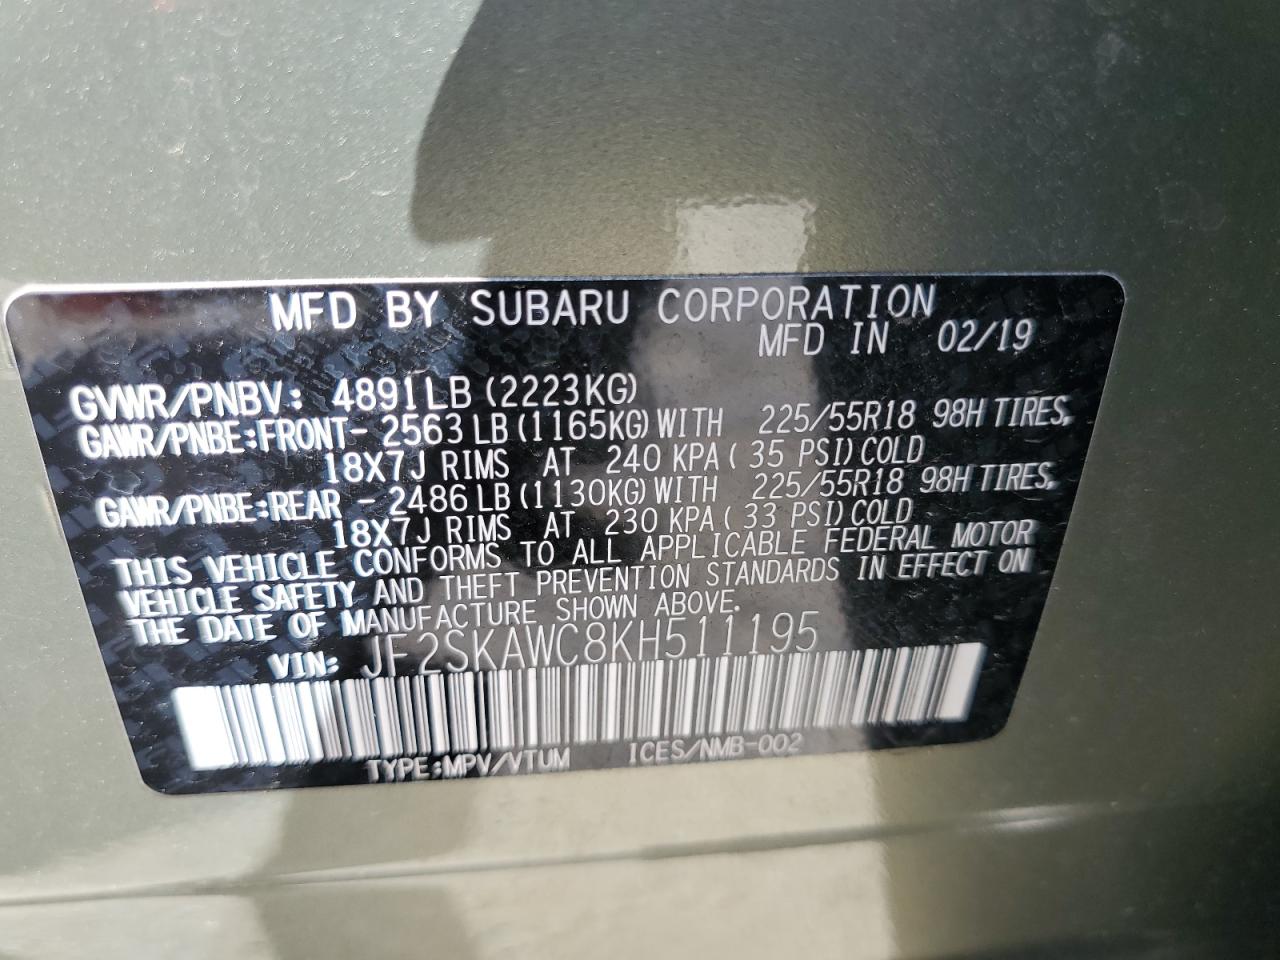 MFD BY SUBARU CORPORATION
MFD IN 02/19
GVWR/PNBV: 4891LB (2223KG)
GAWR/PNBE:FRONT- 2563 LB (1165KG) WITH 225/55R18 98H TIRES,
18X7J RIMS AT 240 KPA ( 35 PSI) COLD
GAWR/PNBE:REAR - 2486 LB (1130KG) WITH 225/55R18 98H TIRES,
18X7J RIMS AT 230 KPA ( 33 PSI) COLD
THIS VEHICLE CONFORMS TO ALL APPLICABLE FEDERAL MOTOR
VEHICLE SAFETY AND THEFT PREVENTION STANDARDS IN EFFECT ON
THE DATE OF MANUFACTURE SHOWN ABOVE.
VIN: JF2SKAWC8KH511195
TYPE:MPV/VTUM ICES/NMB-002